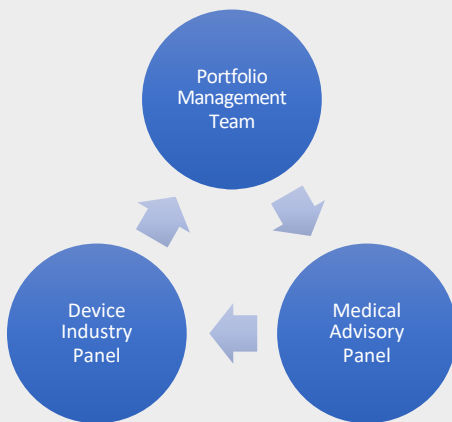 Portfolio
Management
Team
Device
Industry
Panel
Medical
Advisory
Panel